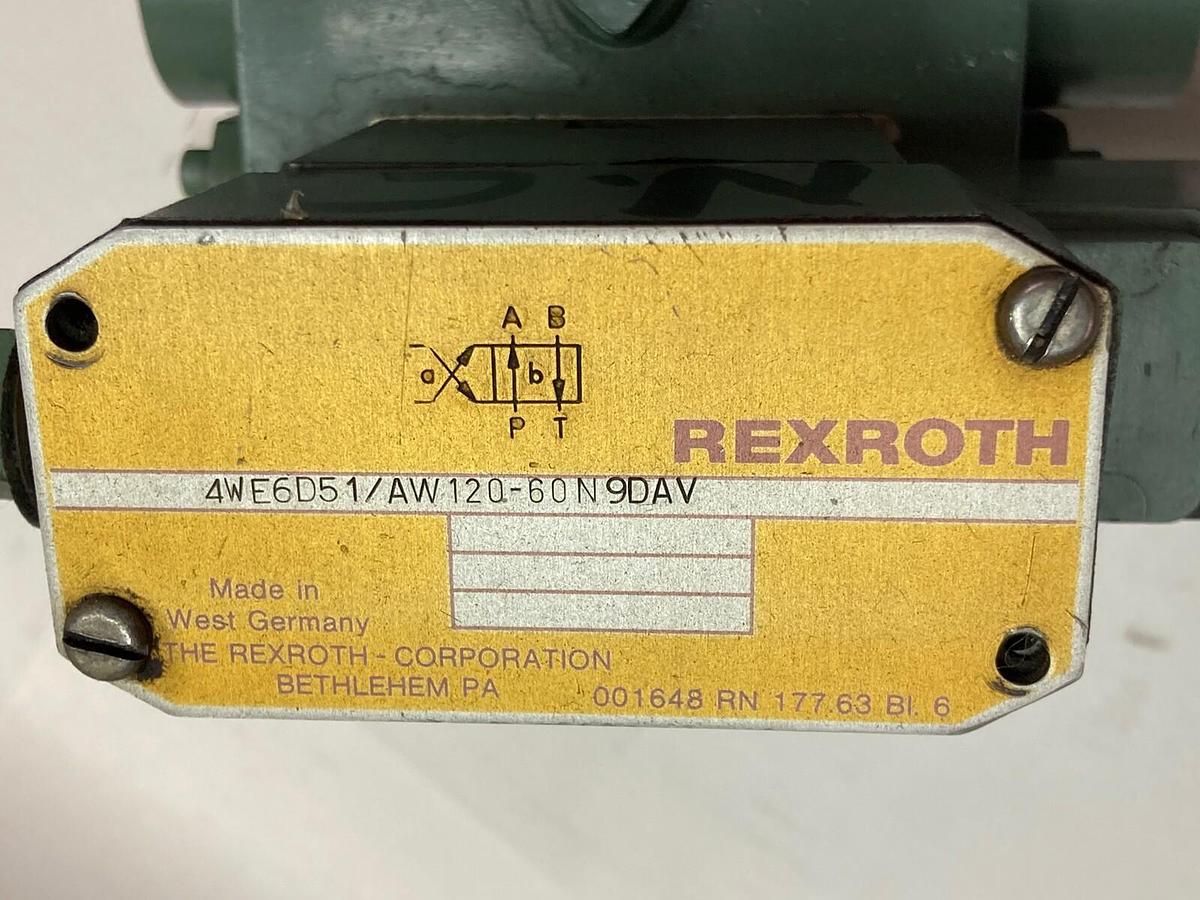 N.C
A B
a b
P T
REXROTH
4WE6D51/AW120-60N9DAV
Made in
West Germany
THE REXROTH - CORPORATION
BETHLEHEM PA
001648 RN 177.63 Bl. 6